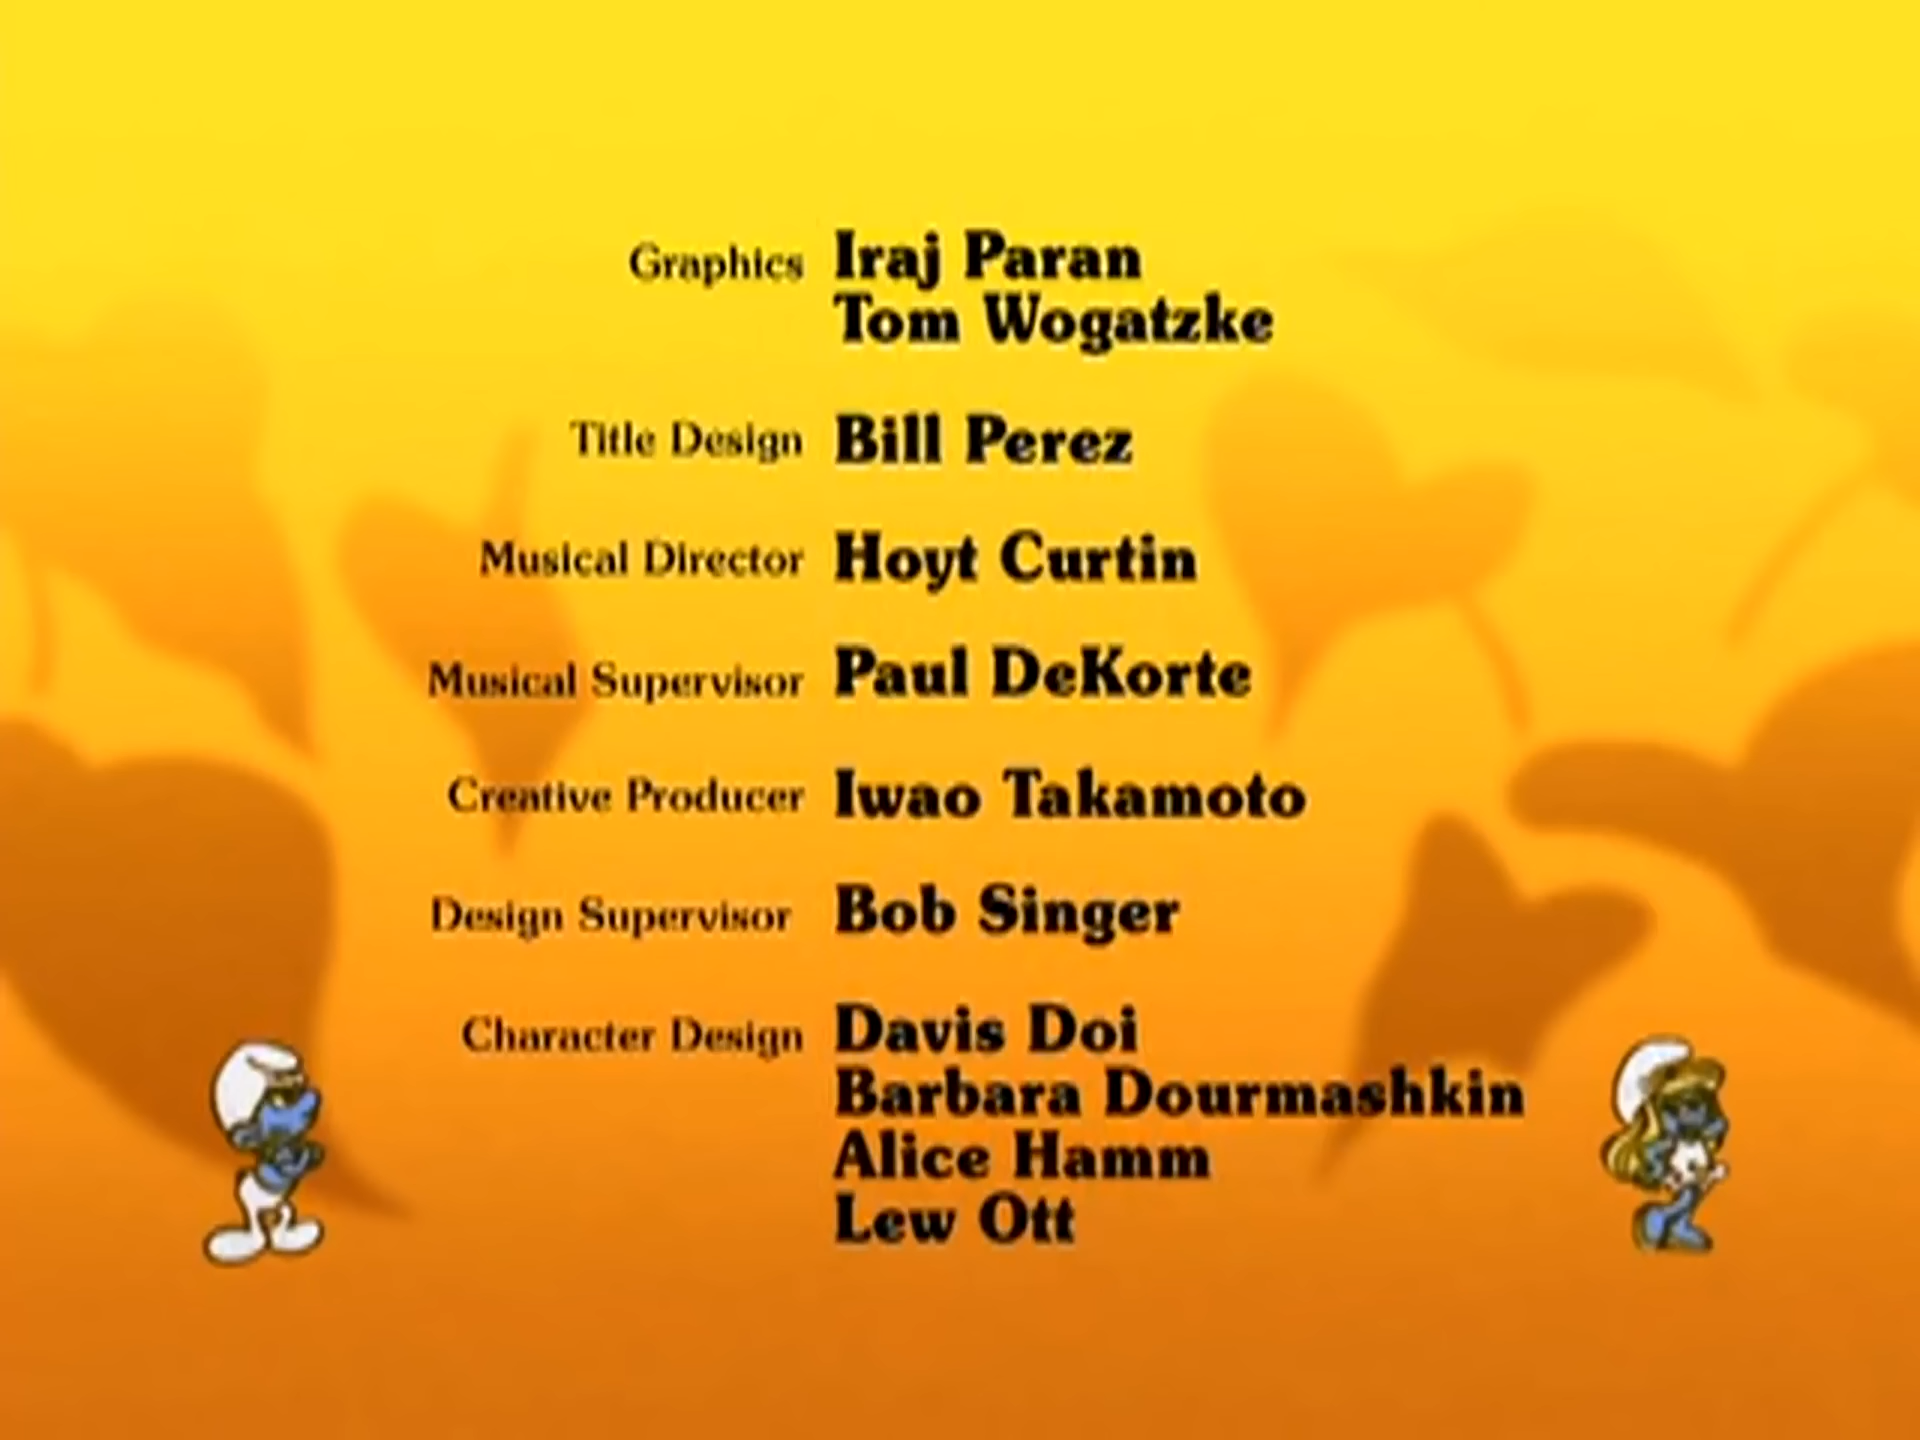 Graphics Iraj Paran
Tom Wogatzke
Title Design Bill Perez
Musical Director Hoyt Curtin
Musical Supervisor Paul DeKorte
Creative Producer Iwao Takamoto
Design Supervisor Bob Singer
Character Design Davis Doi
Barbara Dourmashkin
Alice Hamm
Lew Ott